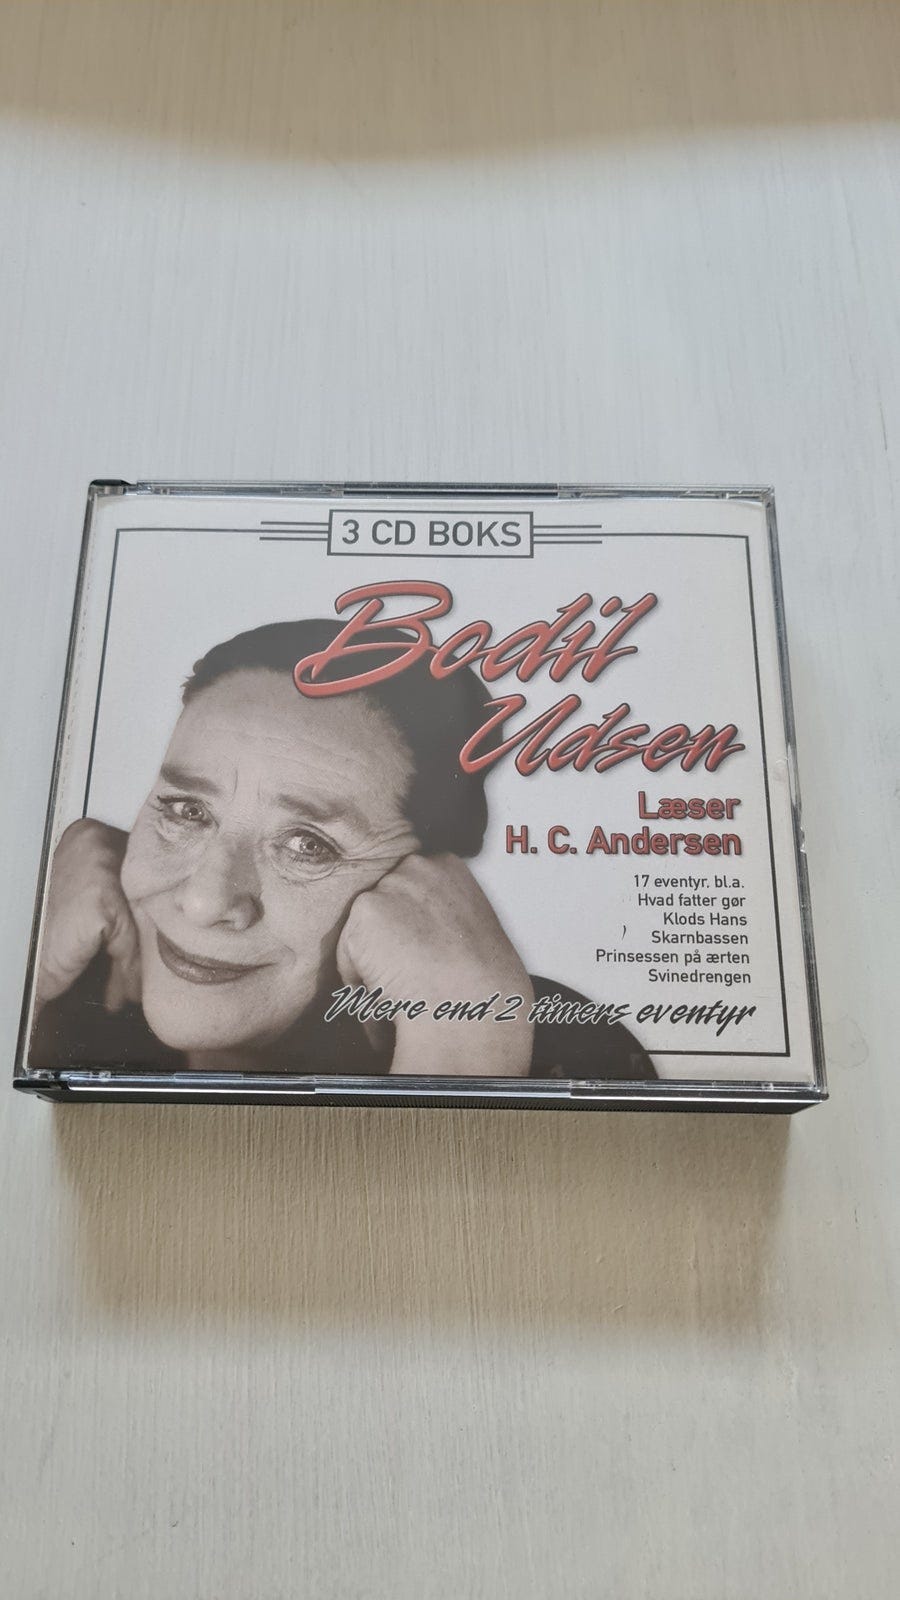 3 CD BOKS
Bodil
Udsen
Læser
H. C. Andersen
17 eventyr. bl.a.
Hvad fatter gør
Klods Hans
Skarnbassen
Prinsessen på ærten
Svinedrengen
Mere end 2 timers eventyr